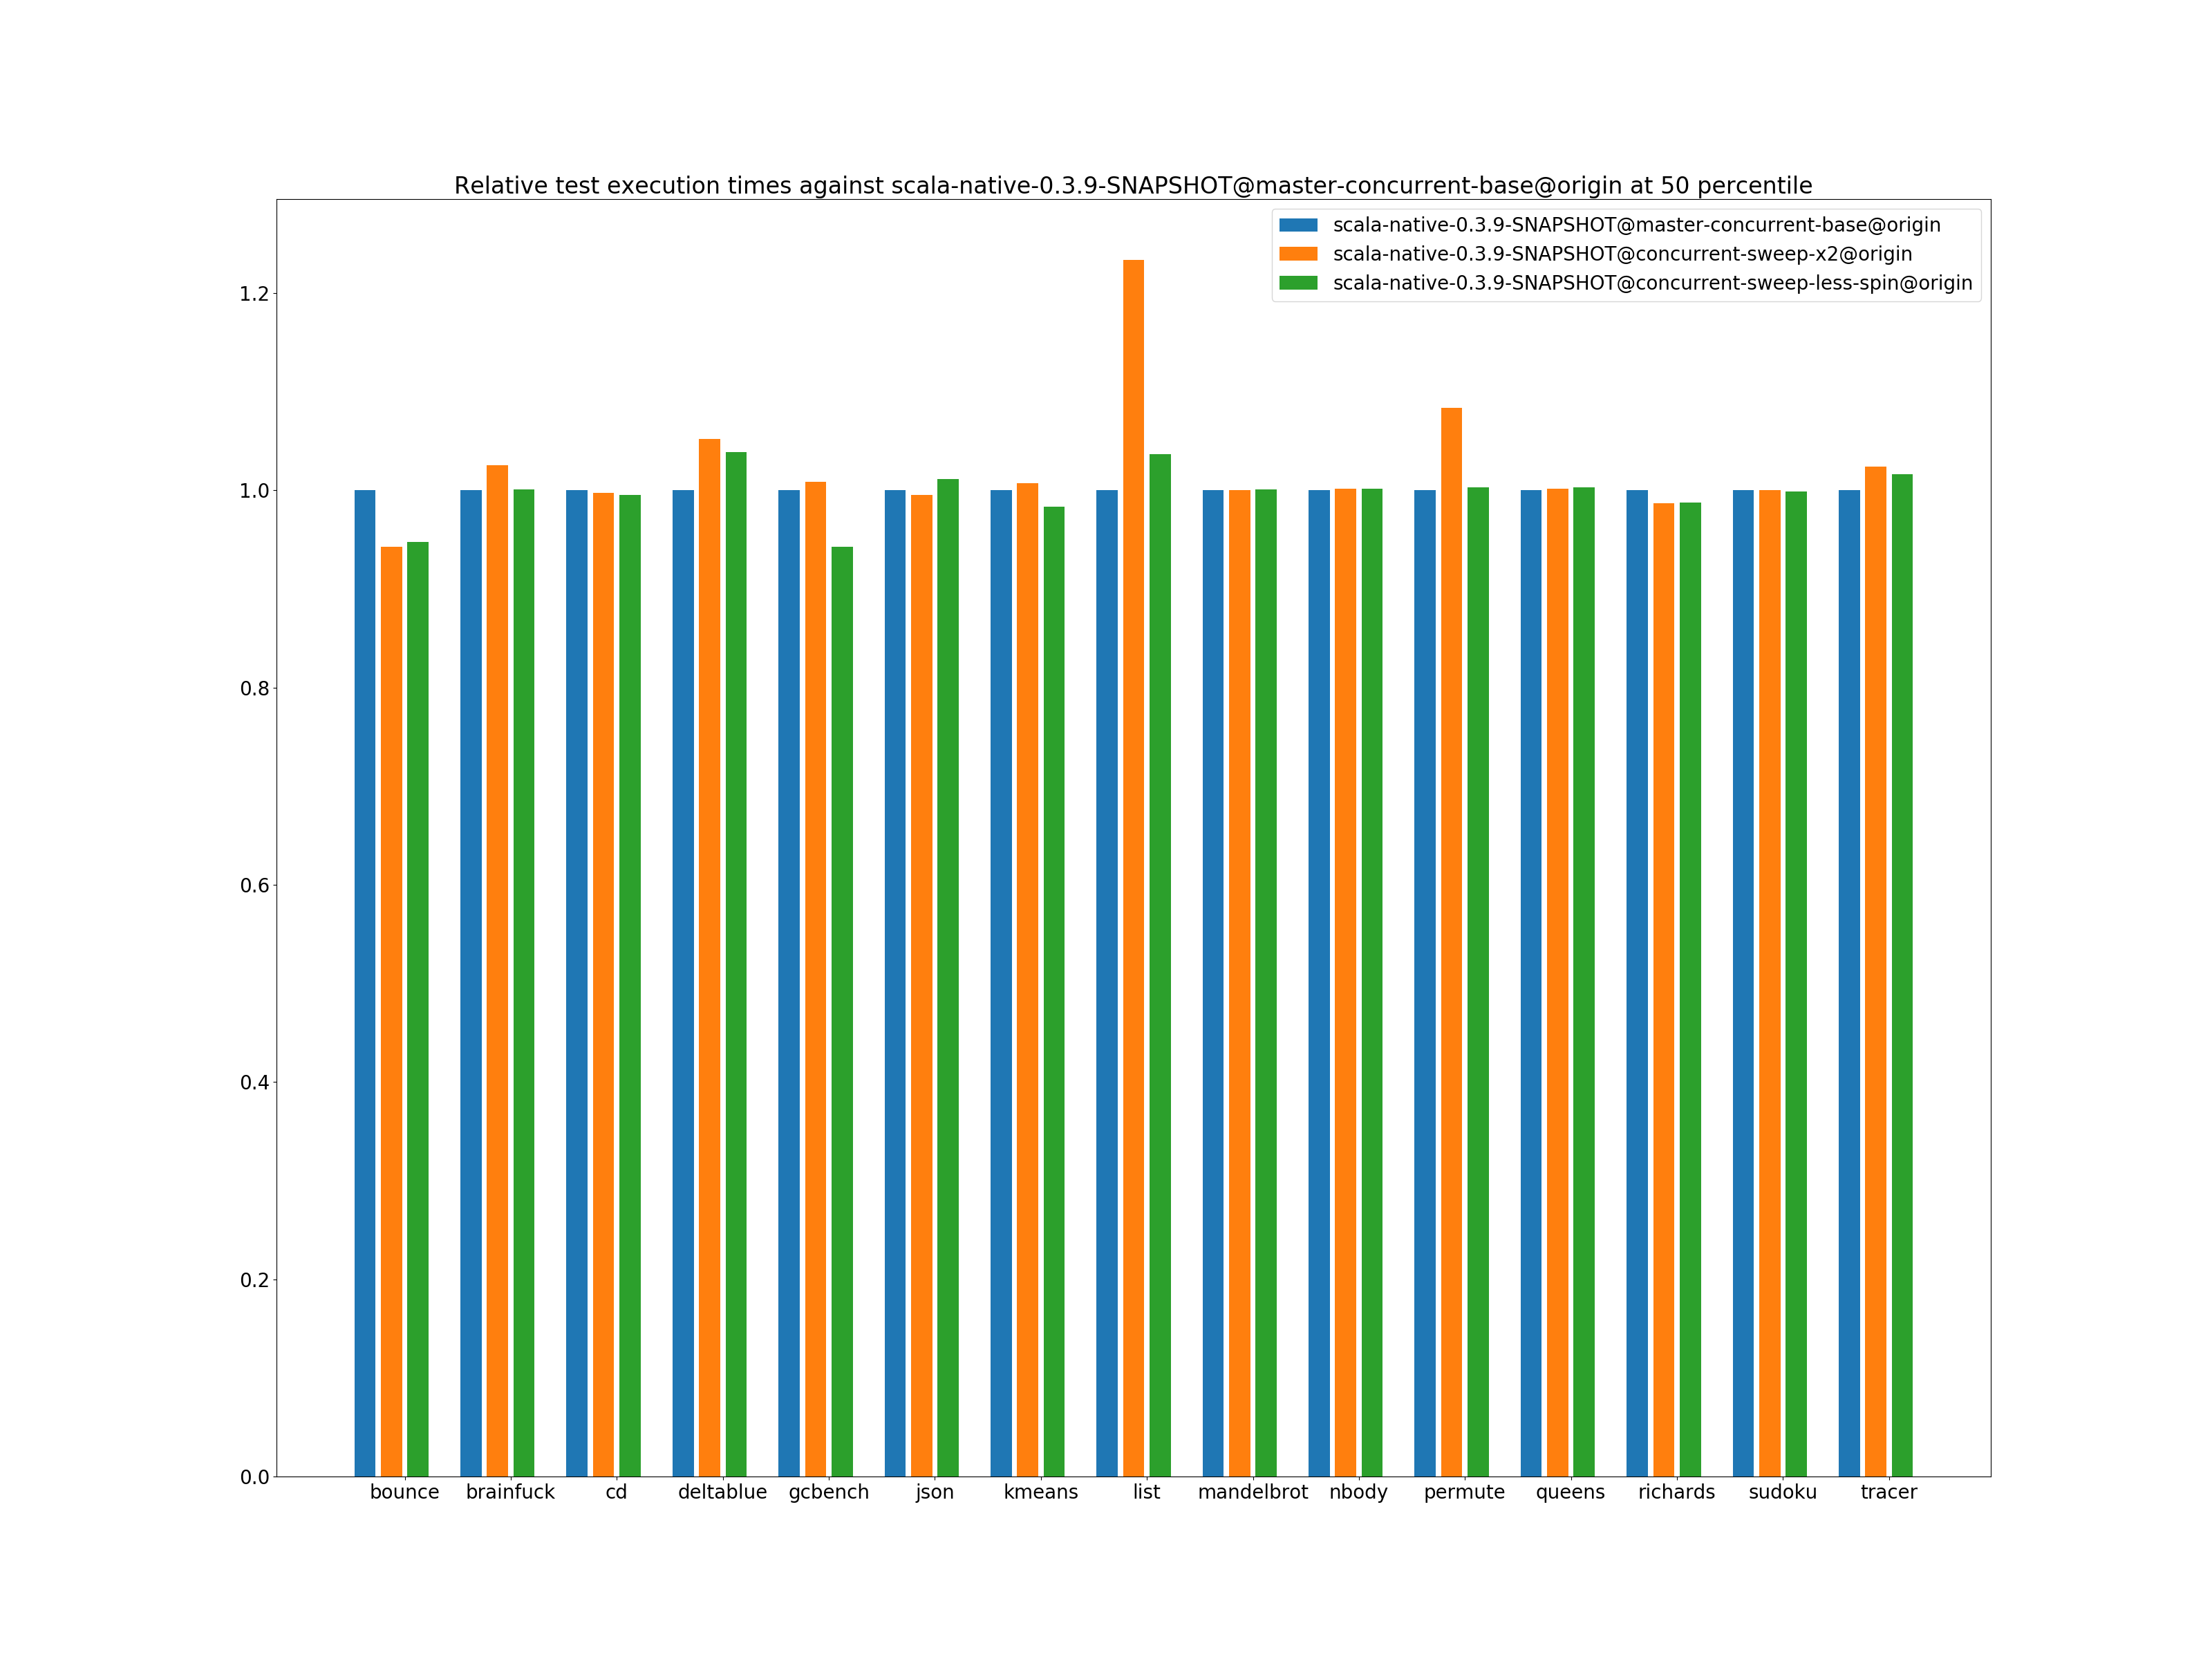 Relative test execution times against scala-native-0.3.9-SNAPSHOT@master-concurrent-base@origin at 50 percentile
scala-native-0.3.9-SNAPSHOT@master-concurrent-base@origin
scala-native-0.3.9-SNAPSHOT@concurrent-sweep-x2@origin
scala-native-0.3.9-SNAPSHOT@concurrent-sweep-less-spin@origin
1.2
1.0
0.8
0.6
0.4
0.2
0.0
bounce brainfuck cd deltablue gcbench json kmeans list mandelbrot nbody permute queens richards sudoku tracer